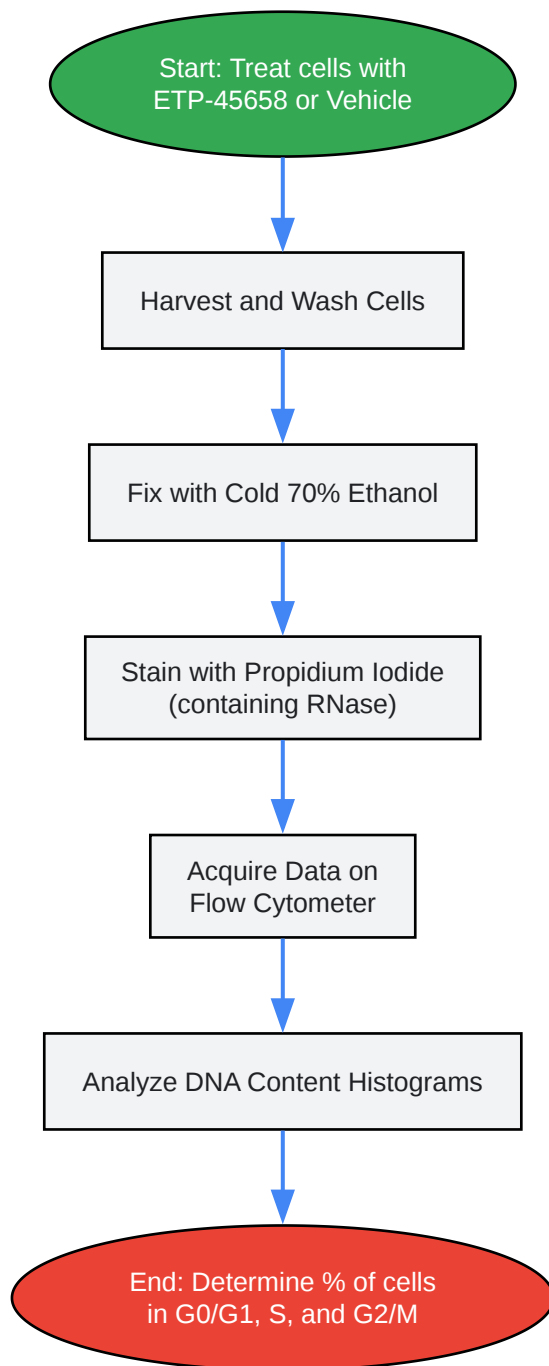 Start: Treat cells with
ETP-45658 or Vehicle
Harvest and Wash Cells
Fix with Cold 70% Ethanol
Stain with Propidium Iodide
(containing RNase)
Acquire Data on
Flow Cytometer
Analyze DNA Content Histograms
End: Determine % of cells
in G0/G1, S, and G2/M